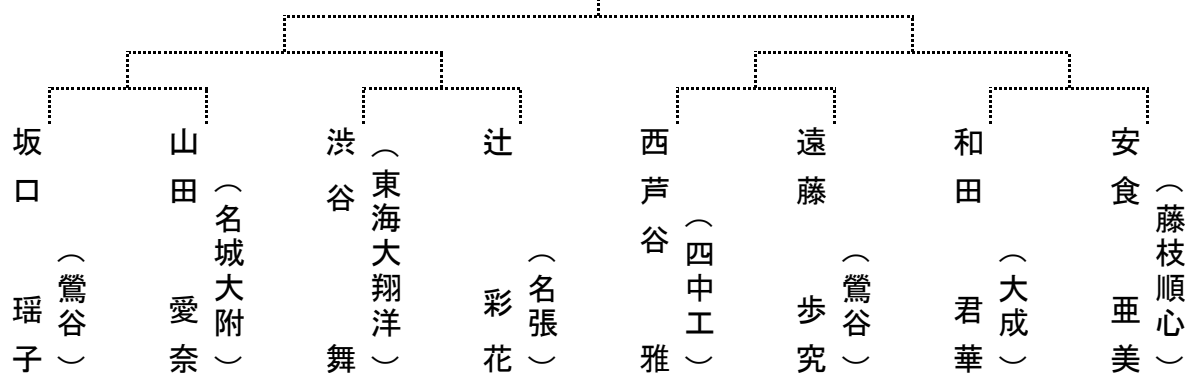 坂口 瑶子
（鶯谷）
山田 愛奈
（名城大附）
渋谷 舞
（東海大翔洋）
辻 彩花
（名張）
西芦谷 雅
（四中工）
遠藤 歩究
（鶯谷）
和田 君華
（大成）
安食 亜美
（藤枝順心）